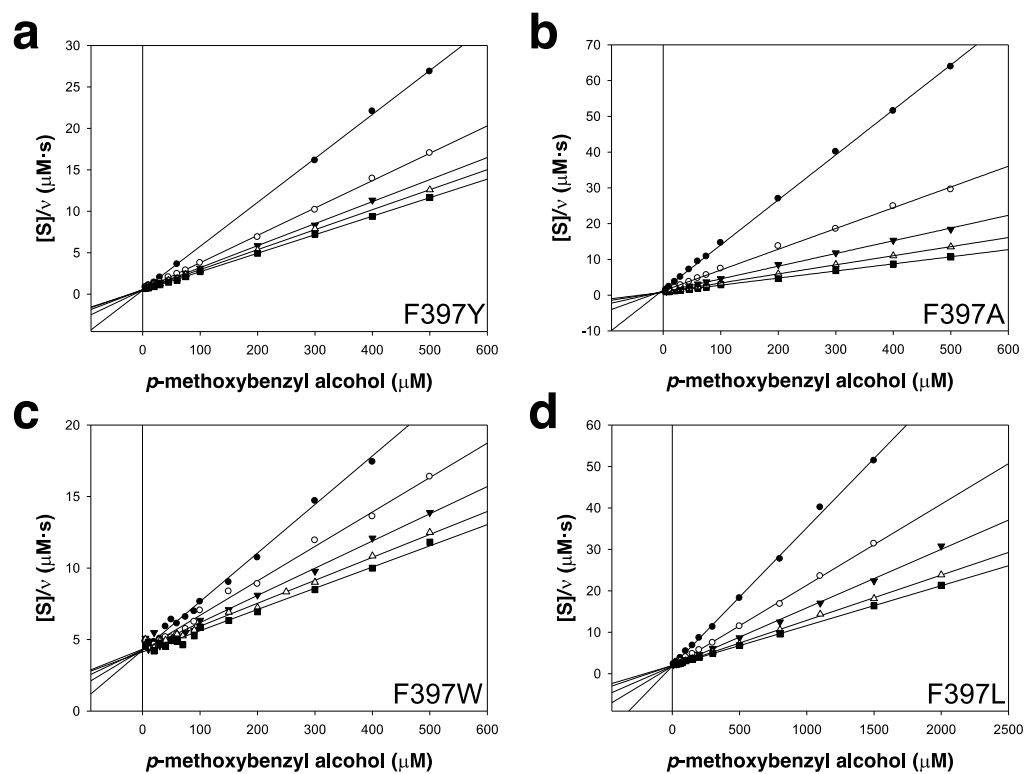 a
30
25
20
15
10
5
0
[S]/ν (μM·s)
F397Y
0 100 200 300 400 500 600
p-methoxybenzyl alcohol (μM)
b
70
60
50
40
30
20
10
0
-10
[S]/ν (μM·s)
F397A
0 100 200 300 400 500 600
p-methoxybenzyl alcohol (μM)
c
20
15
10
5
0
[S]/ν (μM·s)
F397W
0 100 200 300 400 500 600
p-methoxybenzyl alcohol (μM)
d
60
50
40
30
20
10
0
[S]/ν (μM·s)
F397L
0 500 1000 1500 2000 2500
p-methoxybenzyl alcohol (μM)